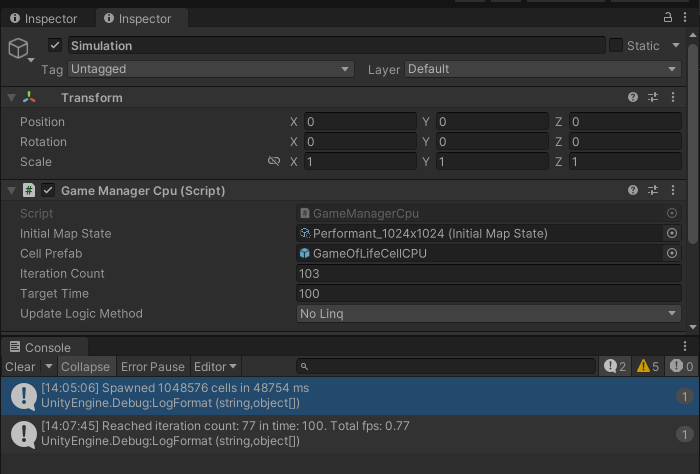 Inspector Inspector
Simulation Static
Tag Untagged Layer Default
Transform
Position X 0 Y 0 Z 0
Rotation X 0 Y 0 Z 0
Scale X 1 Y 1 Z 1
# Game Manager Cpu (Script)
Script # GameManagerCpu
Initial Map State Performant_1024x1024 (Initial Map State)
Cell Prefab GameOfLifeCellCPU
Iteration Count 103
Target Time 100
Update Logic Method No Linq
Console
Clear Collapse Error Pause Editor 2 5 0
[14:05:06] Spawned 1048576 cells in 48754 ms
UnityEngine.Debug:LogFormat (string,object[]) 1
[14:07:45] Reached iteration count: 77 in time: 100. Total fps: 0.77
UnityEngine.Debug:LogFormat (string,object[]) 1